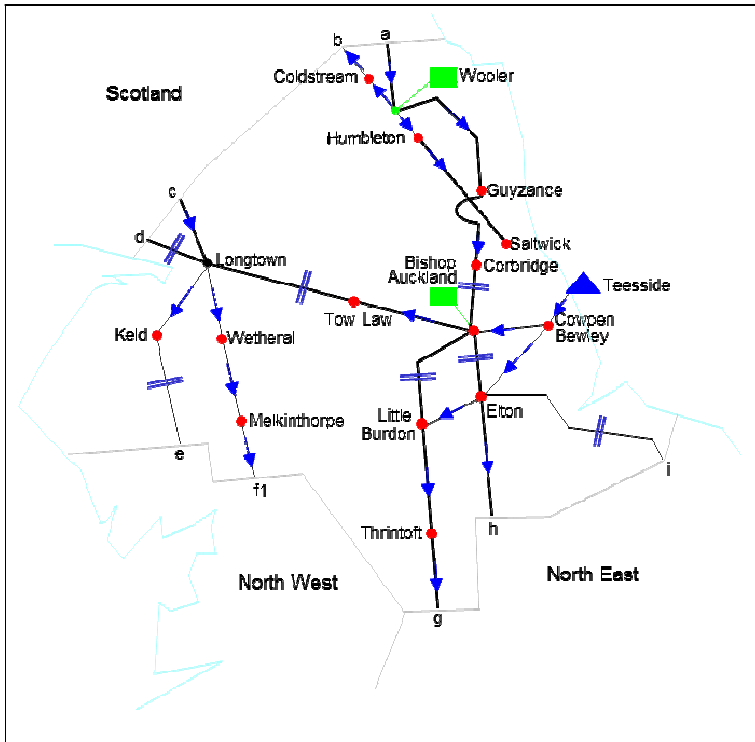 b
a
Coldstream
Wooler
Scotland
Humbleton
c
Guyzance
d
Saltwick
Longtown
Bishop
Auckland
Corbridge
Teesside
Keld
Wetheral
Tow Law
Cowpen
Bewley
Melkinthorpe
Little
Burdon
Elton
e
f1
i
h
Thrintoft
North West
North East
g